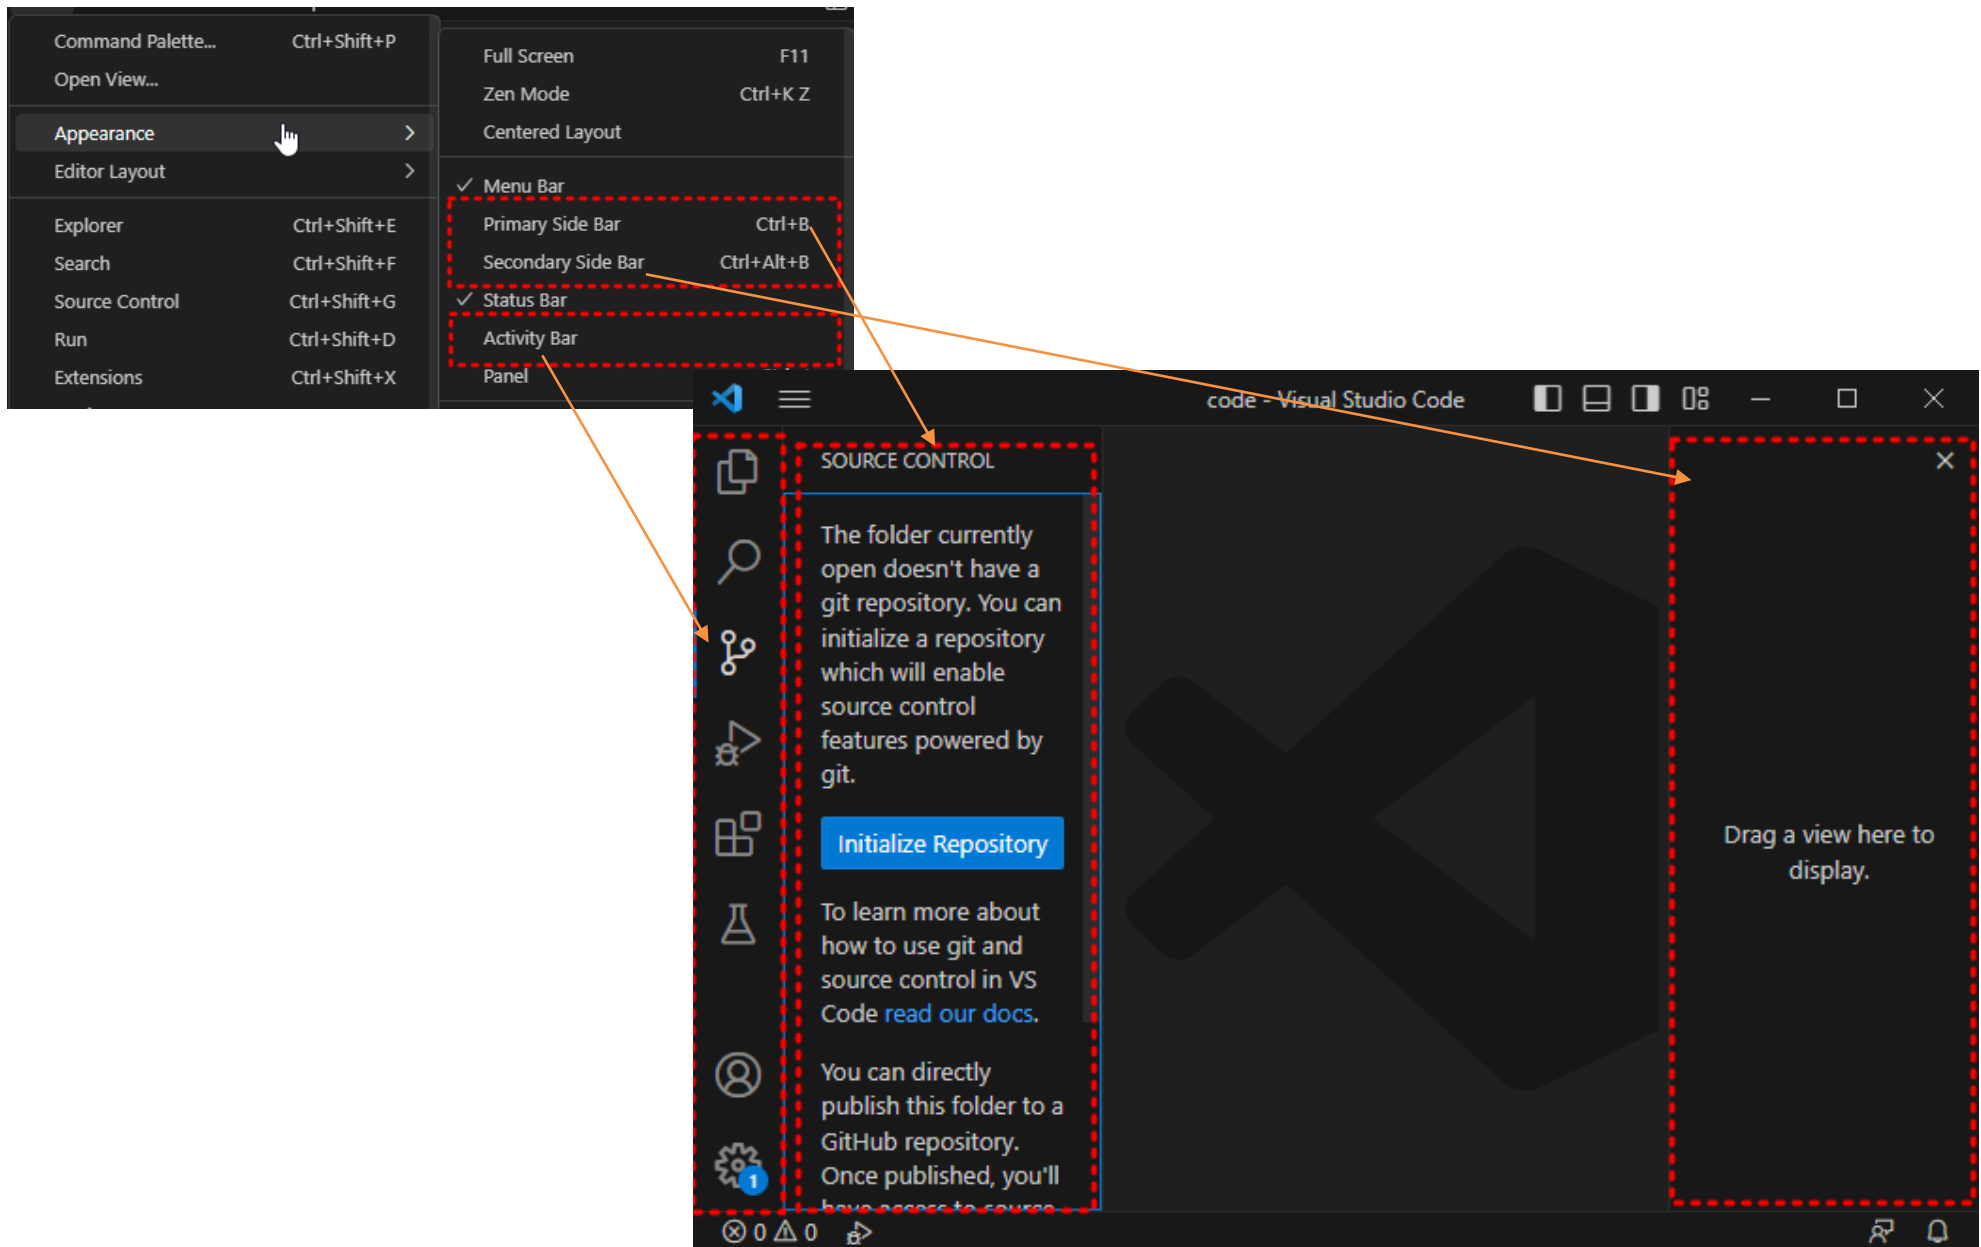 Command Palette... Ctrl+Shift+P
Open View...
Appearance
Editor Layout
Explorer Ctrl+Shift+E
Search Ctrl+Shift+F
Source Control Ctrl+Shift+G
Run Ctrl+Shift+D
Extensions Ctrl+Shift+X
Full Screen F11
Zen Mode Ctrl+K Z
Centered Layout
Menu Bar
Primary Side Bar Ctrl+B
Secondary Side Bar Ctrl+Alt+B
Status Bar
Activity Bar
Panel
code - Visual Studio Code
SOURCE CONTROL
The folder currently
open doesn't have a
git repository. You can
initialize a repository
which will enable
source control
features powered by
git.
Initialize Repository
To learn more about
how to use git and
source control in VS
Code read our docs.
You can directly
publish this folder to a
GitHub repository.
Once published, you'll
have access to source
Drag a view here to
display.
1
0 0